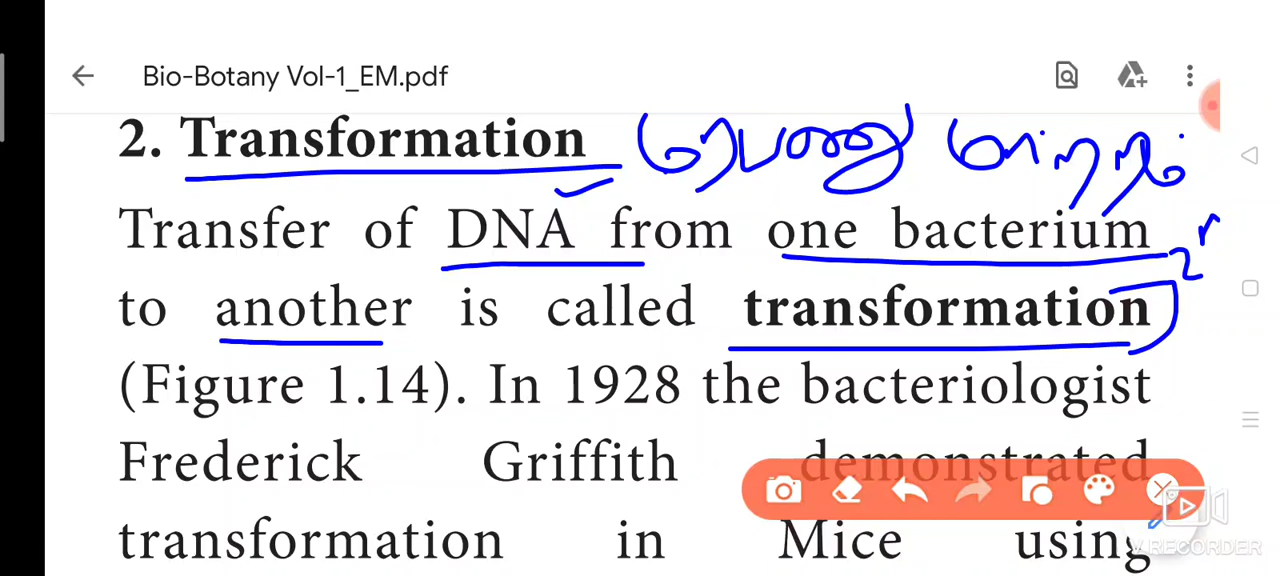 Bio-Botany Vol-1_EM.pdf
2. Transformation
Transfer of DNA from one bacterium
to another is called transformation
(Figure 1.14). In 1928 the bacteriologist
Frederick Griffith demonstrated
transformation in Mice using
V RECORDER